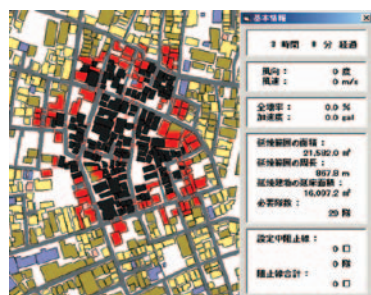 基本情報
3 時間 0 分 経過
風向： 0 度
風速： 0 m/s
全壊率： 0.0 %
加速度： 0.0 gal
延焼範囲の面積：
21,582.0 ㎡
延焼範囲の周長：
867.8 m
延焼建物の延床面積：
16,097.2 ㎡
必要隊数：
29 隊
設定中阻止線：
0 口
0 隊
阻止線合計：
0 口
0 隊